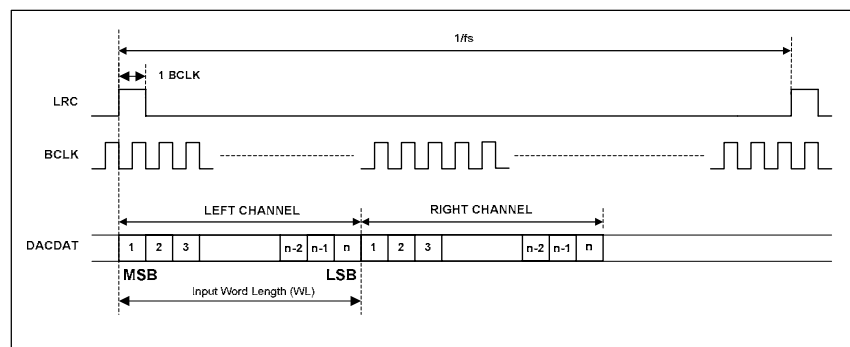 1/fs
1 BCLK
LRC
BCLK
LEFT CHANNEL
RIGHT CHANNEL
DACDAT
1 2 3 n-2 n-1 n 1 2 3 n-2 n-1 n
MSB LSB
Input Word Length (WL)